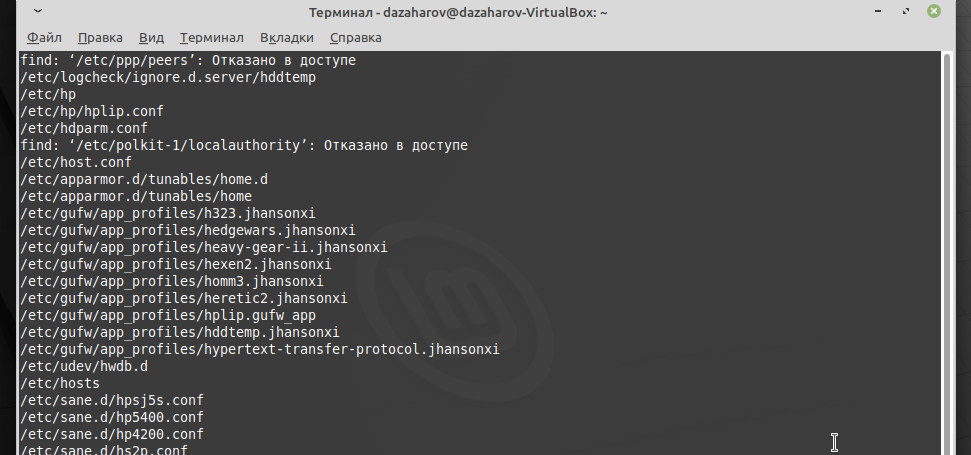 Терминал - dazaharov@dazaharov-VirtualBox: ~
Файл Правка Вид Терминал Вкладки Справка
find: ‘/etc/ppp/peers’: Отказано в доступе
/etc/logcheck/ignore.d.server/hddtemp
/etc/hp
/etc/hp/hplip.conf
/etc/hdparm.conf
find: ‘/etc/polkit-1/localauthority’: Отказано в доступе
/etc/host.conf
/etc/apparmor.d/tunables/home.d
/etc/apparmor.d/tunables/home
/etc/gufw/app_profiles/h323.jhansonxi
/etc/gufw/app_profiles/hedgewars.jhansonxi
/etc/gufw/app_profiles/heavy-gear-ii.jhansonxi
/etc/gufw/app_profiles/hexen2.jhansonxi
/etc/gufw/app_profiles/homm3.jhansonxi
/etc/gufw/app_profiles/heretic2.jhansonxi
/etc/gufw/app_profiles/hplip.gufw_app
/etc/gufw/app_profiles/hddtemp.jhansonxi
/etc/gufw/app_profiles/hypertext-transfer-protocol.jhansonxi
/etc/udev/hwdb.d
/etc/hosts
/etc/sane.d/hpsj5s.conf
/etc/sane.d/hp5400.conf
/etc/sane.d/hp4200.conf
/etc/sane.d/hs2p.conf